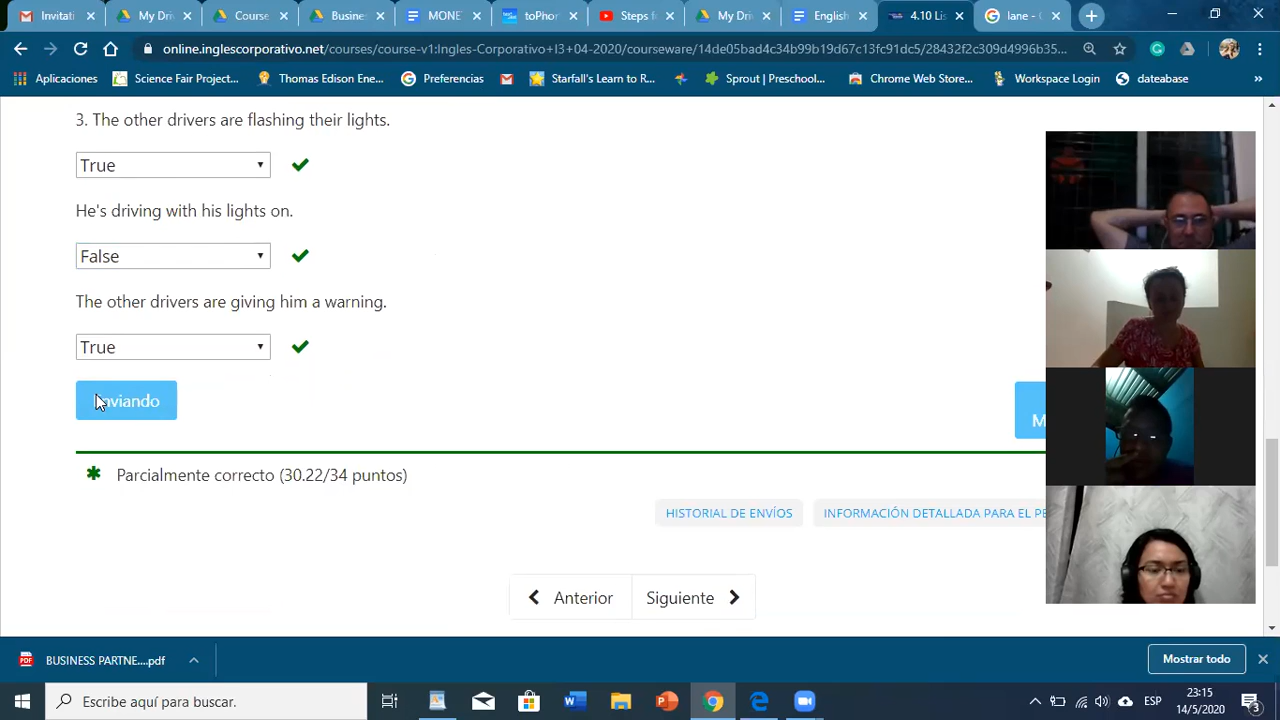 Invitati
My Dri
Course
Busine
MONE
toPhor
Steps f
My Dri
English
4.10 Lis
lane - G
online.inglescorporativo.net/courses/course-v1:Ingles-Corporativo+I3+04-2020/courseware/14de05bad4c34b99b19d67c13fc91dc5/28432f2c309d4996b35...
Aplicaciones
Science Fair Project...
Thomas Edison Ene...
Preferencias
Starfall's Learn to R...
Sprout | Preschool...
Chrome Web Store...
Workspace Login
dateabase
»
3. The other drivers are flashing their lights.
True
He's driving with his lights on.
False
The other drivers are giving him a warning.
True
nviando
M
Parcialmente correcto (30.22/34 puntos)
HISTORIAL DE ENVÍOS
INFORMACIÓN DETALLADA PARA EL PE
Anterior
Siguiente
BUSINESS PARTNE....pdf
Mostrar todo
Escribe aquí para buscar.
ESP
23:15
14/5/2020
3